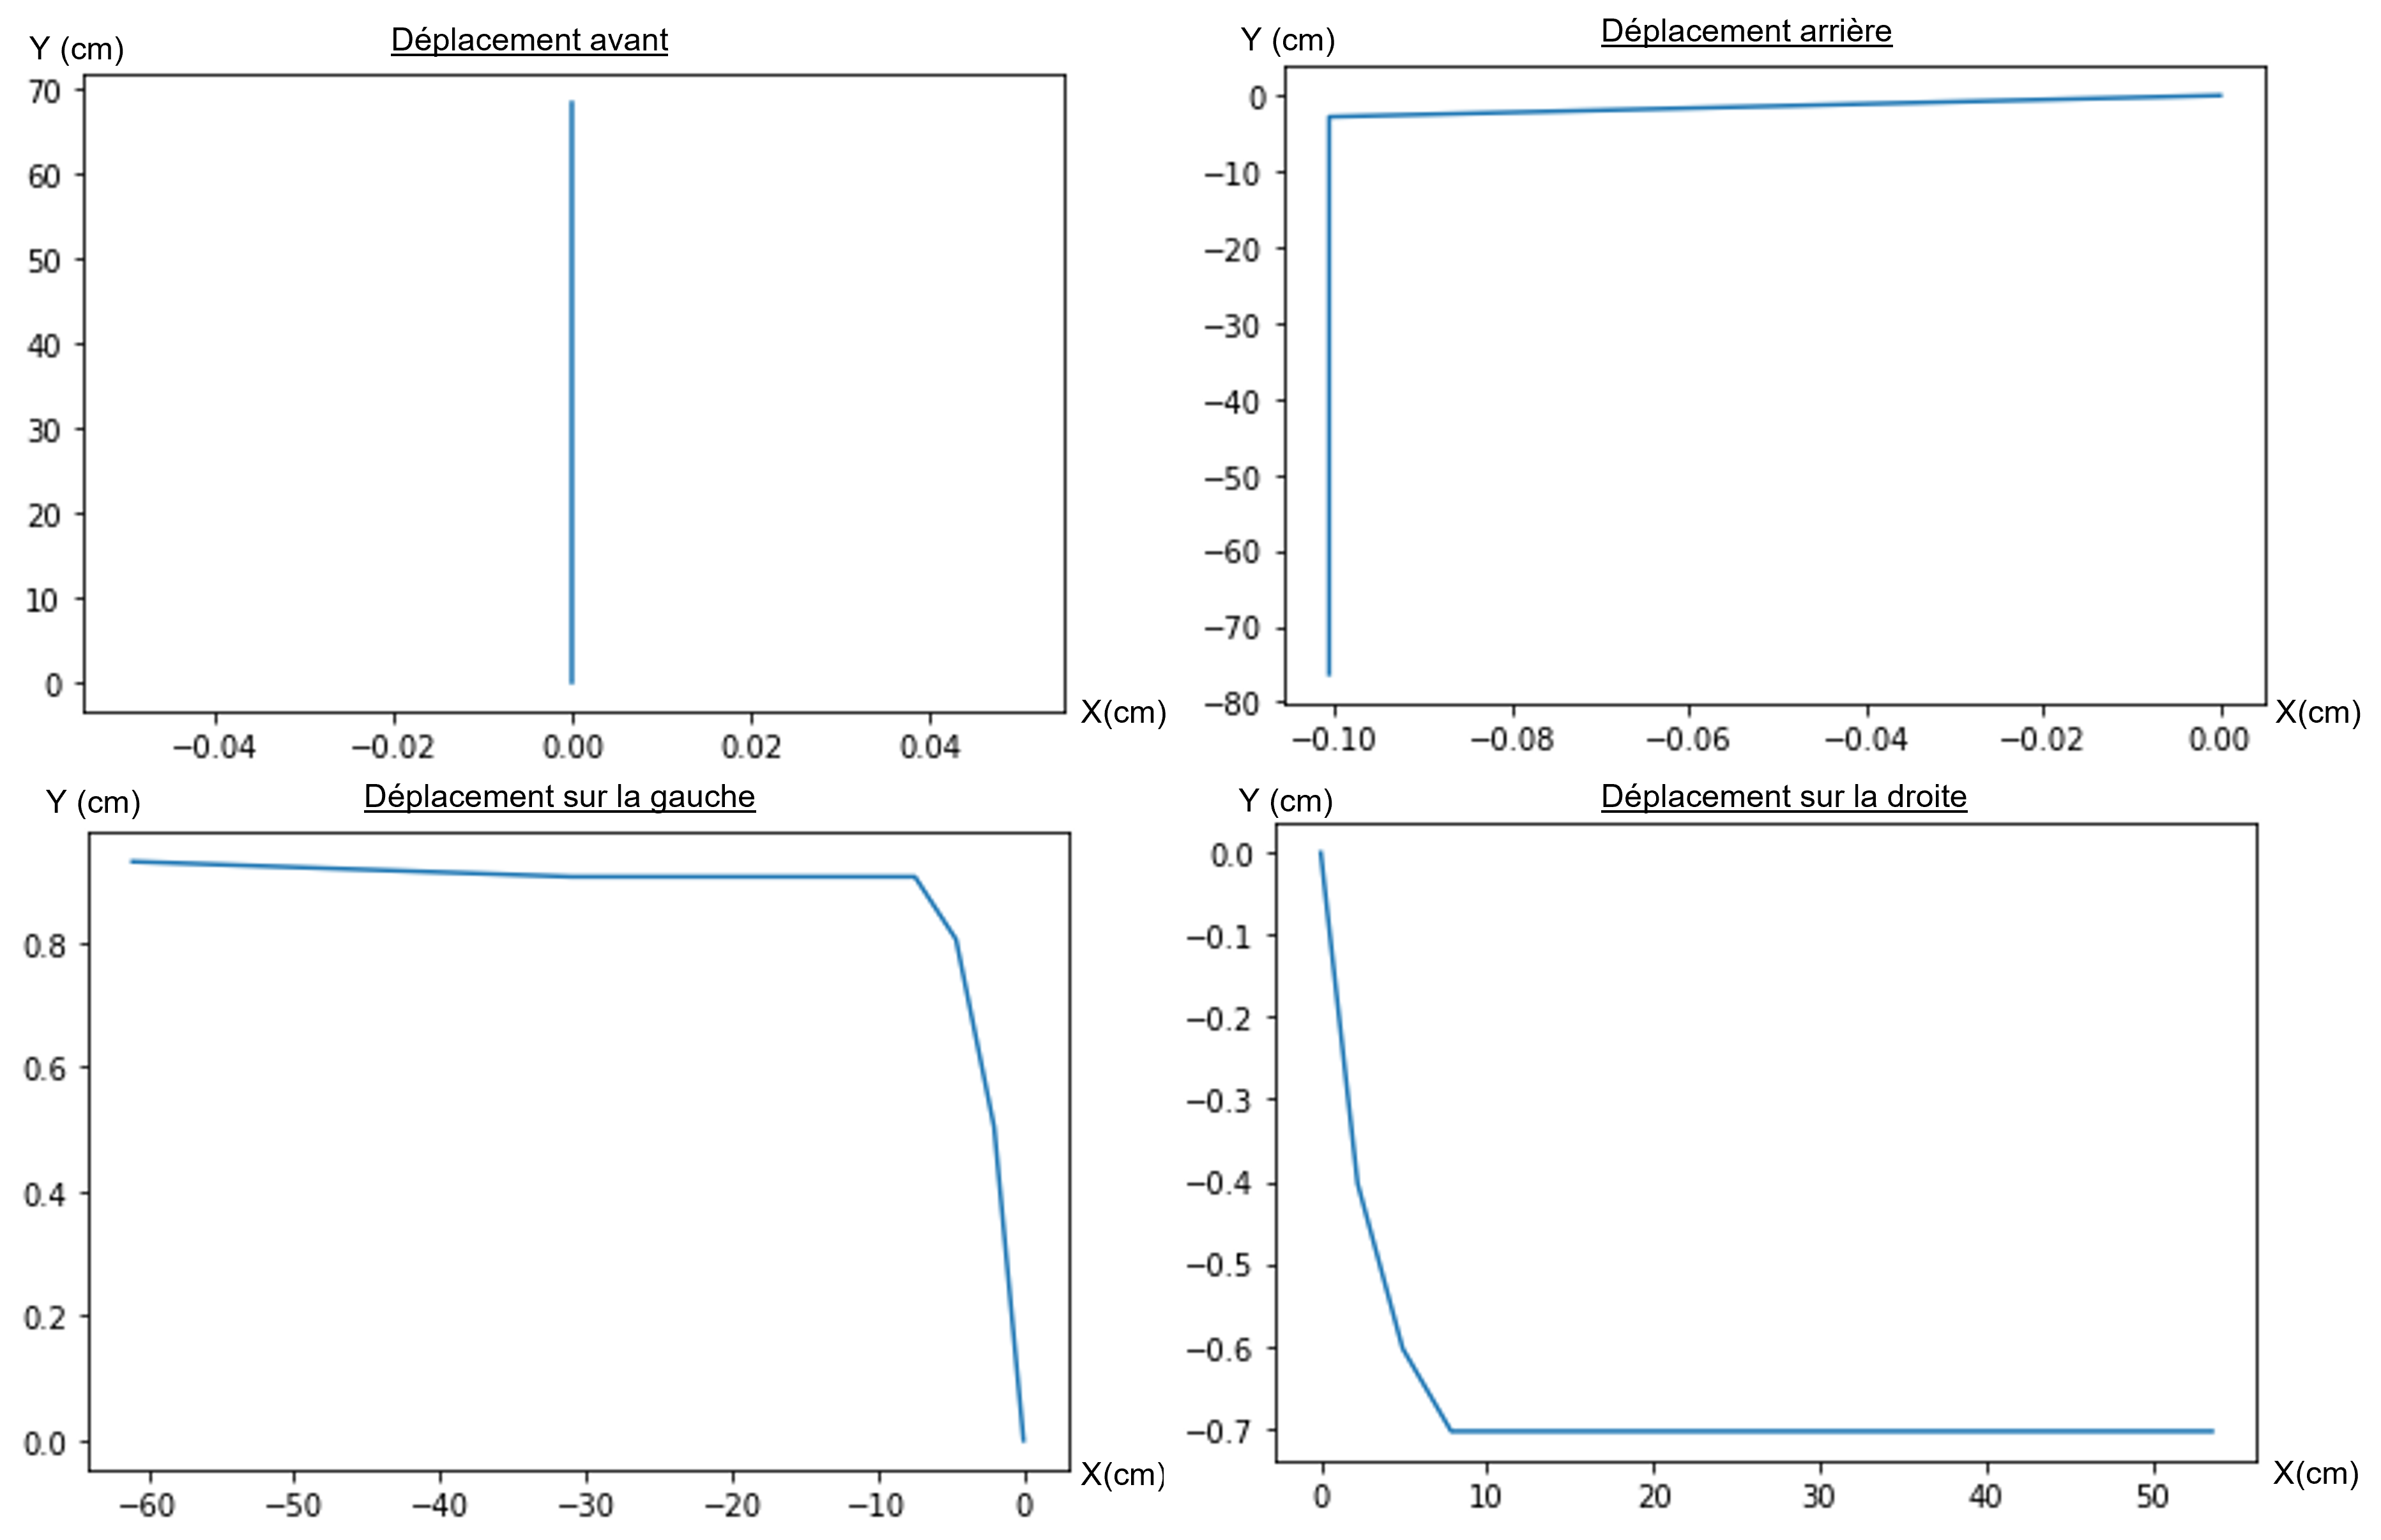 Déplacement avant
Y (cm)
70
60
50
40
30
20
10
0
−0.04 −0.02 0.00 0.02 0.04
X(cm)
Déplacement arrière
Y (cm)
0
−10
−20
−30
−40
−50
−60
−70
−80
−0.10 −0.08 −0.06 −0.04 −0.02 0.00
X(cm)
Déplacement sur la gauche
Y (cm)
0.8
0.6
0.4
0.2
0.0
−60 −50 −40 −30 −20 −10 0
X(cm)
Déplacement sur la droite
Y (cm)
0.0
−0.1
−0.2
−0.3
−0.4
−0.5
−0.6
−0.7
0 10 20 30 40 50
X(cm)